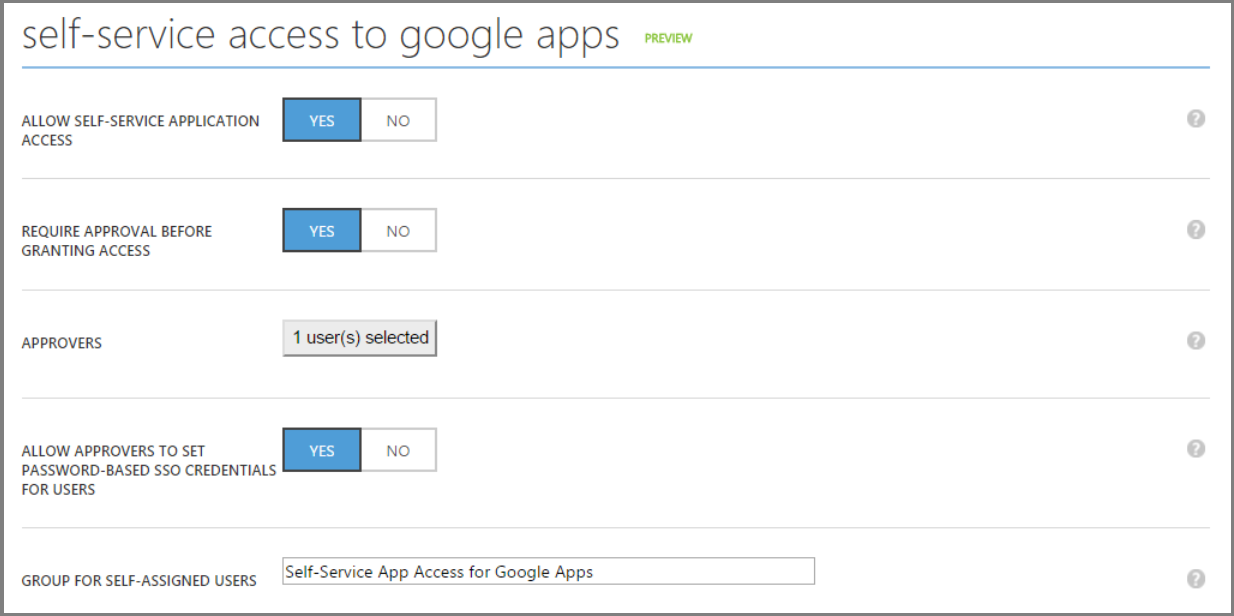 self-service access to google apps PREVIEW
ALLOW SELF-SERVICE APPLICATION
ACCESS
YES NO
?
REQUIRE APPROVAL BEFORE
GRANTING ACCESS
YES NO
?
APPROVERS
1 user(s) selected
?
ALLOW APPROVERS TO SET
PASSWORD-BASED SSO CREDENTIALS
FOR USERS
YES NO
?
GROUP FOR SELF-ASSIGNED USERS
Self-Service App Access for Google Apps
?